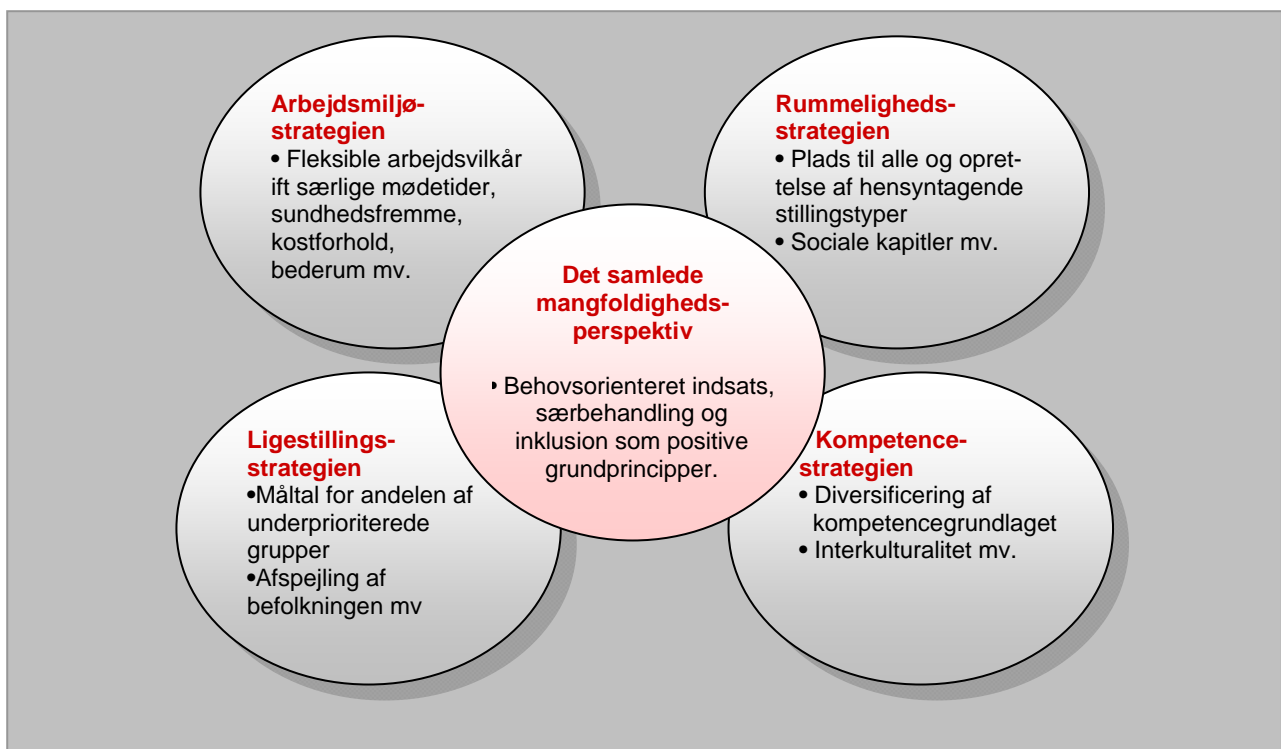 Arbejdsmiljø-
strategien
• Fleksible arbejdsvilkår
ift særlige mødetider,
sundhedsfremme,
kostforhold,
bederum mv.
Rummeligheds-
strategien
• Plads til alle og opret-
telse af hensyntagende
stillingstyper
• Sociale kapitler mv.
Det samlede
mangfoldigheds-
perspektiv
• Behovsorienteret indsats,
særbehandling og
inklusion som positive
grundprincipper.
Ligestillings-
strategien
•Måltal for andelen af
underprioriterede
grupper
•Afspejling af
befolkningen mv
Kompetence-
strategien
• Diversificering af
kompetencegrundlaget
• Interkulturalitet mv.